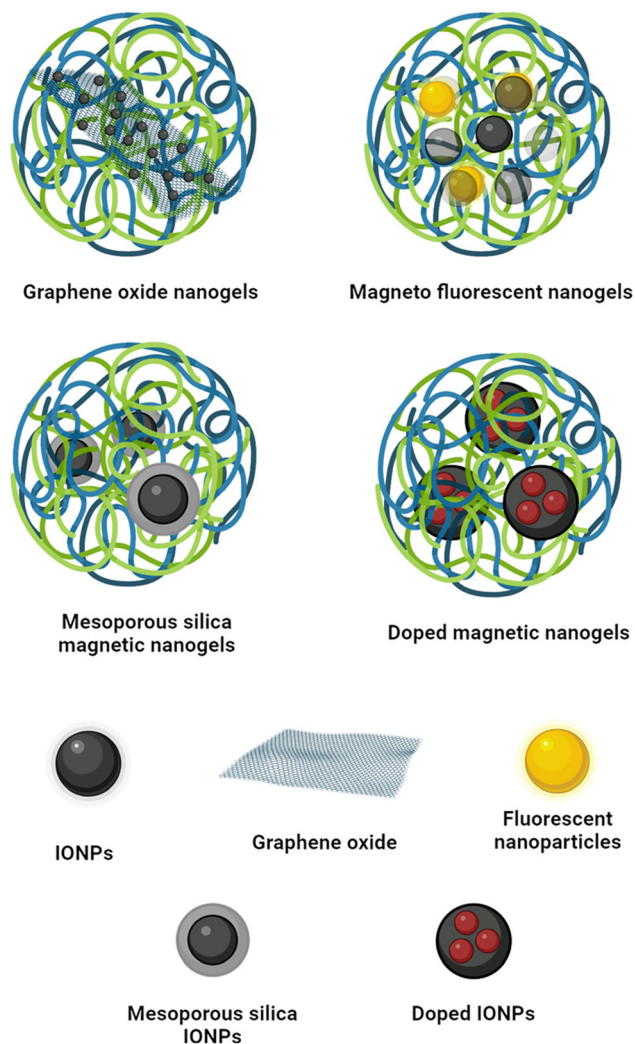 Graphene oxide nanogels
Magneto fluorescent nanogels
Mesoporous silica
magnetic nanogels
Doped magnetic nanogels
IONPs
Graphene oxide
Fluorescent
nanoparticles
Mesoporous silica
IONPs
Doped IONPs